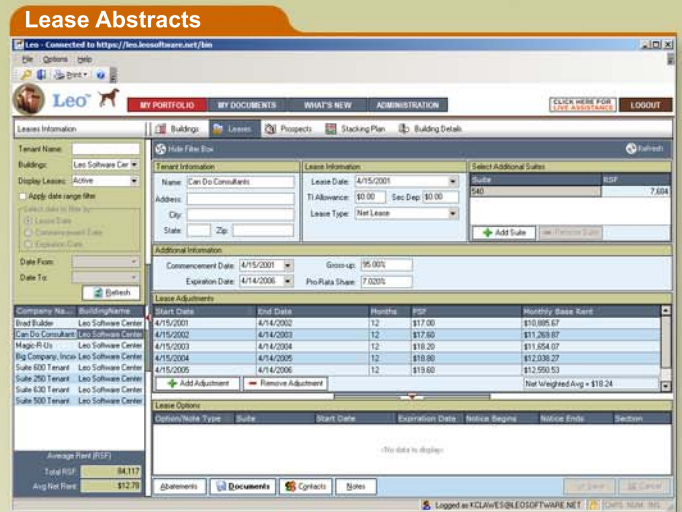 Lease Abstracts
Leo - Connected to https://leo.leosoftware.net/bin
File Options Help
Print
Leo™ MY PORTFOLIO MY DOCUMENTS WHAT'S NEW ADMINISTRATION CLICK HERE FOR LIVE ASSISTANCE LOGOUT
Leases Information Buildings Leases Prospects Stacking Plan Building Details
Hide Filter Box Refresh
Tenant Name:
Buildings: Leo Software Cer
Display Leases: Active
Apply date range filter
Select date to filter by
Lease Date
Commencement Date
Expiration Date
Date From:
Date To:
Refresh
Tenant Information
Name: Can Do Consultants
Address:
City:
State: Zip:
Lease Information
Lease Date: 4/15/2001
TI Allowance: $0.00 Sec Dep: $0.00
Lease Type: Net Lease
Select Additional Suites
Suite RSF
540 7,604
Add Suite Remove Suite
Additional Information
Commencement Date: 4/15/2001 Gross-up: 95.00%
Expiration Date: 4/14/2006 Pro-Rata Share: 7.020%
Company Na... BuildingName
Brad Builder Leo Software Center
Can Do Consultant Leo Software Center
Magic-R-Us Leo Software Center
Big Company, Inco Leo Software Center
Suite 600 Tenant Leo Software Center
Suite 250 Tenant Leo Software Center
Suite 630 Tenant Leo Software Center
Suite 500 Tenant Leo Software Center
Lease Adjustments
Start Date End Date Months PSF Monthly Base Rent
4/15/2001 4/14/2002 12 $17.00 $10,885.67
4/15/2002 4/14/2003 12 $17.60 $11,269.87
4/15/2003 4/14/2004 12 $18.20 $11,654.07
4/15/2004 4/14/2005 12 $18.80 $12,038.27
4/15/2005 4/14/2006 12 $19.60 $12,550.53
Add Adjustment Remove Adjustment Net Weighted Avg = $18.24
Lease Options
Option/Note Type Suite Start Date Expiration Date Notice Begins Notice Ends Section
<No data to display>
Average Rent (RSF)
Total RSF: 84,117
Avg Net Rent: $12.78
Abatements Documents Contacts Notes Save Cancel
Logged as KCLAWES@LEOSOFTWARE.NET CAPS NUM INS